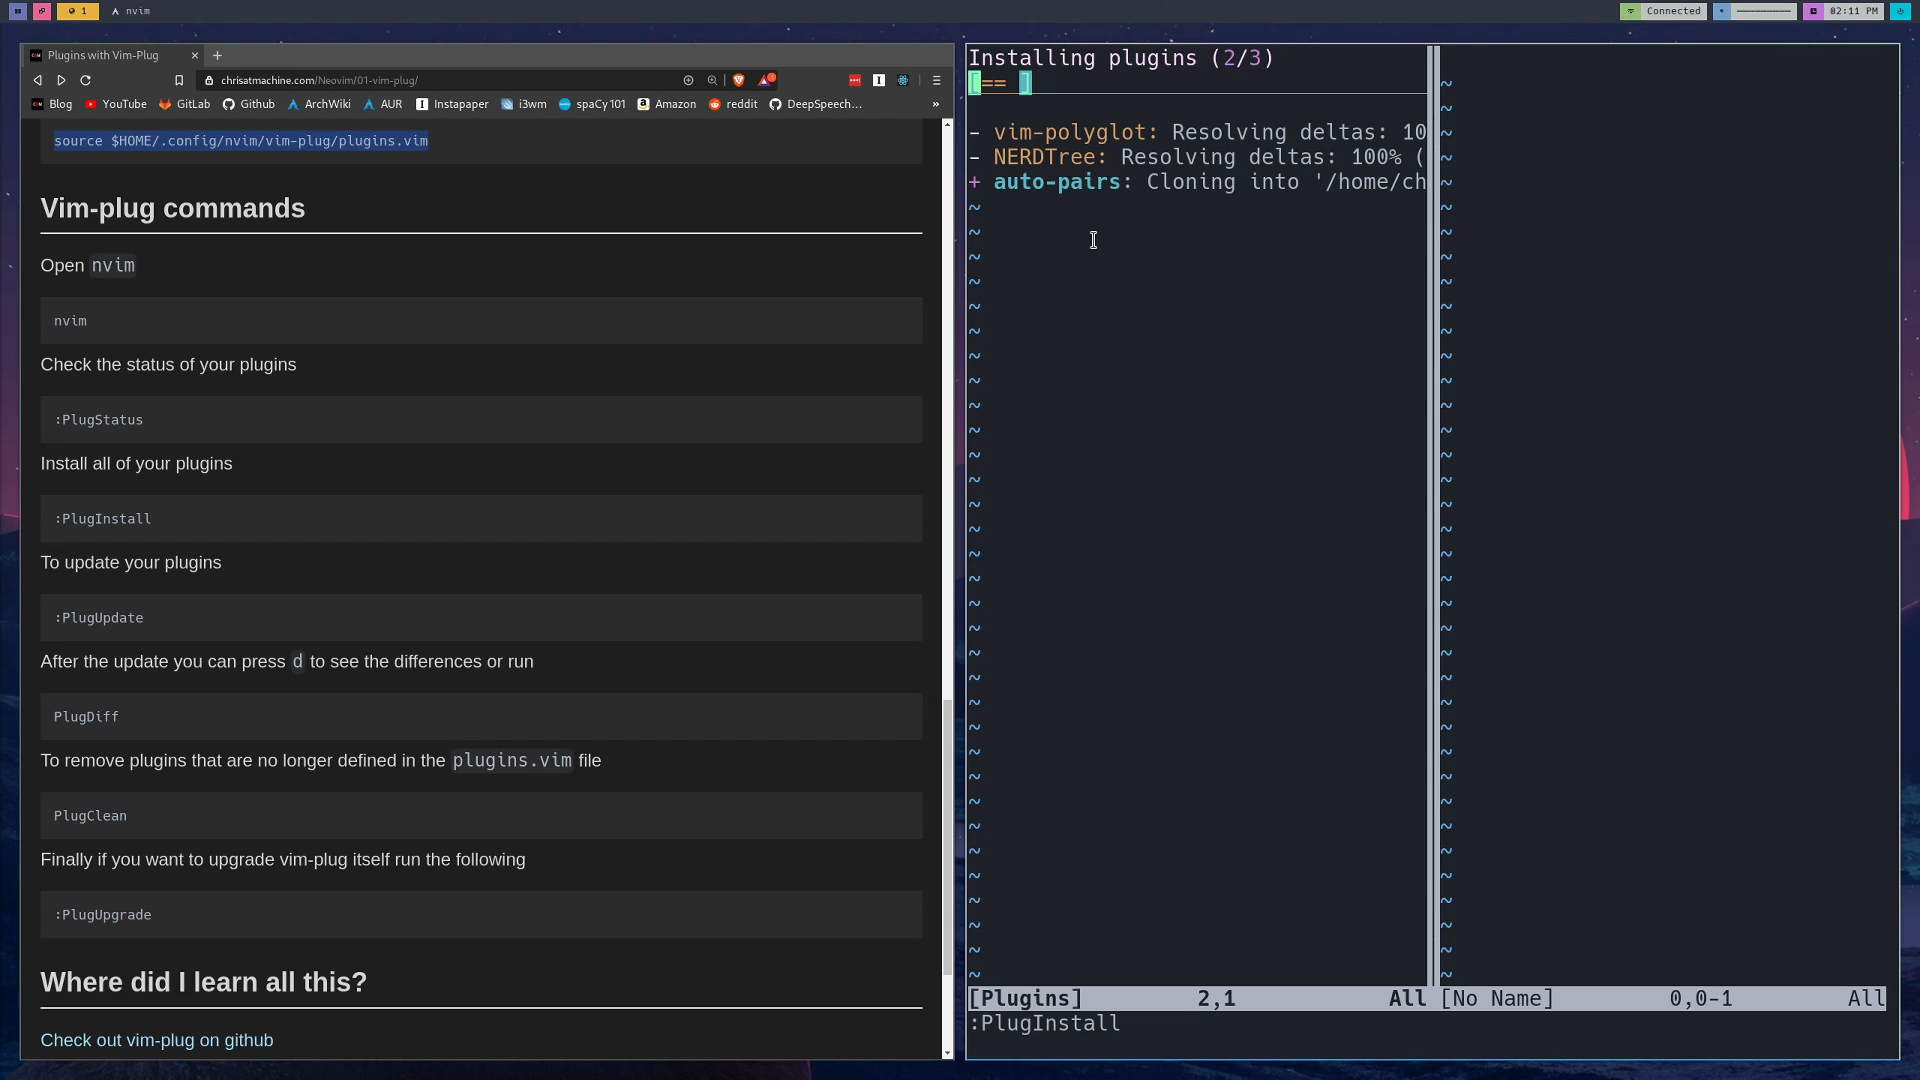 1 nvim Connected 02:11 PM
Plugins with Vim-Plug
chrisatmachine.com/Neovim/01-vim-plug/
Blog YouTube GitLab Github ArchWiki AUR Instapaper i3wm spaCy101 Amazon reddit DeepSpeech... »
source $HOME/.config/nvim/vim-plug/plugins.vim
Vim-plug commands
Open nvim
nvim
Check the status of your plugins
:PlugStatus
Install all of your plugins
:PlugInstall
To update your plugins
:PlugUpdate
After the update you can press d to see the differences or run
PlugDiff
To remove plugins that are no longer defined in the plugins.vim file
PlugClean
Finally if you want to upgrade vim-plug itself run the following
:PlugUpgrade
Where did I learn all this?
Check out vim-plug on github
Installing plugins (2/3)
[== ]
- vim-polyglot: Resolving deltas: 10
- NERDTree: Resolving deltas: 100% (
+ auto-pairs: Cloning into '/home/ch
[Plugins] 2,1 All [No Name] 0,0-1 All
:PlugInstall